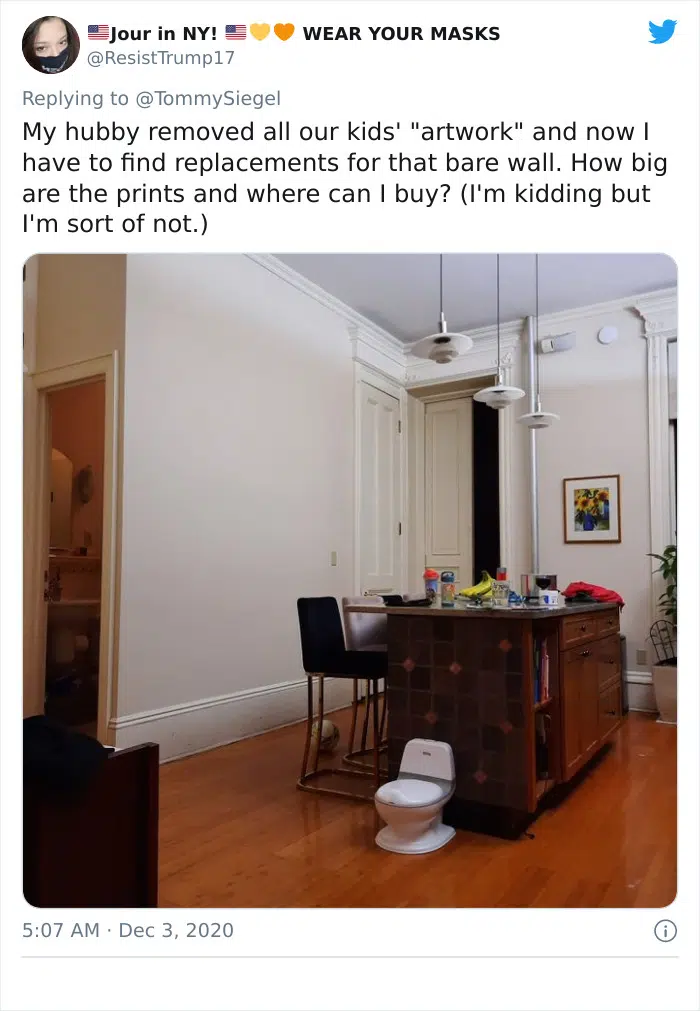 🇺🇸Jour in NY! 🇺🇸💛🧡 WEAR YOUR MASKS
@ResistTrump17
Replying to @TommySiegel
My hubby removed all our kids' "artwork" and now I
have to find replacements for that bare wall. How big
are the prints and where can I buy? (I'm kidding but
I'm sort of not.)
5:07 AM · Dec 3, 2020